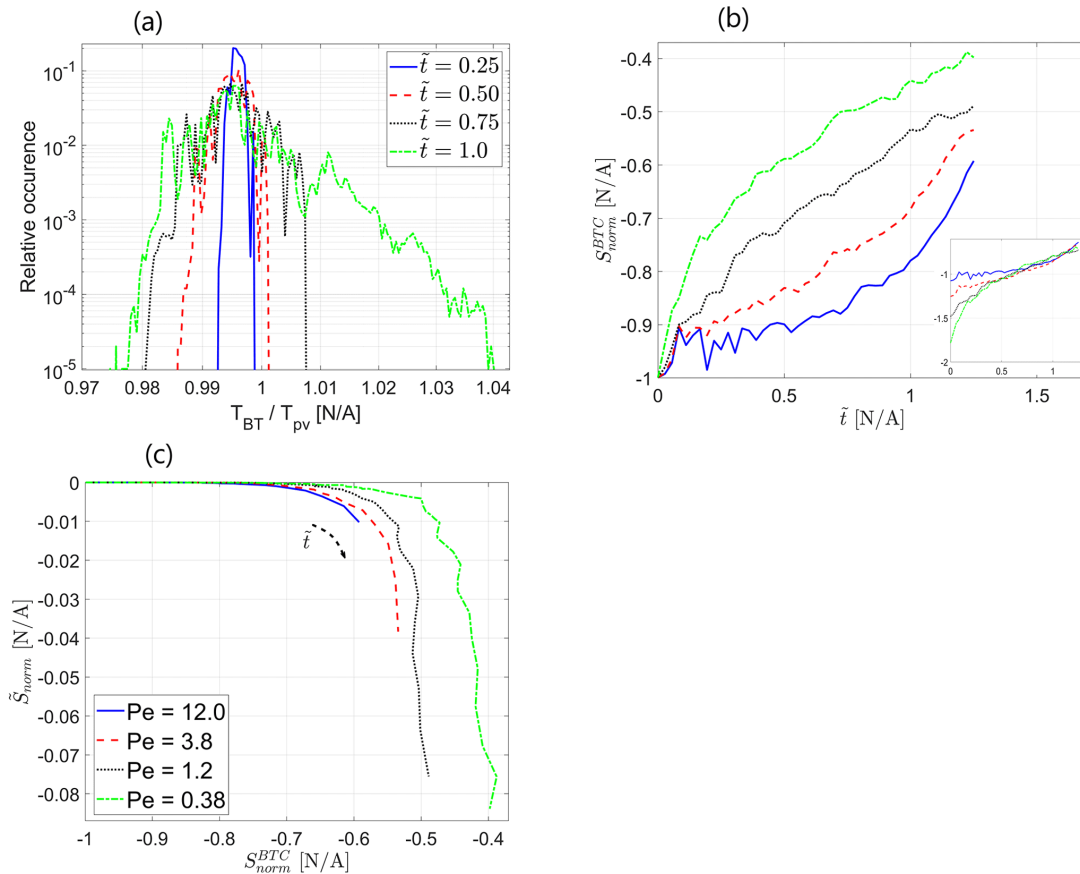 (a)
10^-1
10^-2
10^-3
10^-4
10^-5
Relative occurrence
0.97 0.98 0.99 1 1.01 1.02 1.03 1.04
T_BT / T_pv [N/A]
t̃ = 0.25
t̃ = 0.50
t̃ = 0.75
t̃ = 1.0
(b)
-0.4
-0.5
-0.6
-0.7
-0.8
-0.9
-1
S_norm^BTC [N/A]
0 0.5 1 1.5
t̃ [N/A]
-1
-1.5
-2
0 0.5 1
(c)
0
-0.01
-0.02
-0.03
-0.04
-0.05
-0.06
-0.07
-0.08
S̃_norm [N/A]
t̃
Pe = 12.0
Pe = 3.8
Pe = 1.2
Pe = 0.38
-1 -0.9 -0.8 -0.7 -0.6 -0.5 -0.4
S_norm^BTC [N/A]